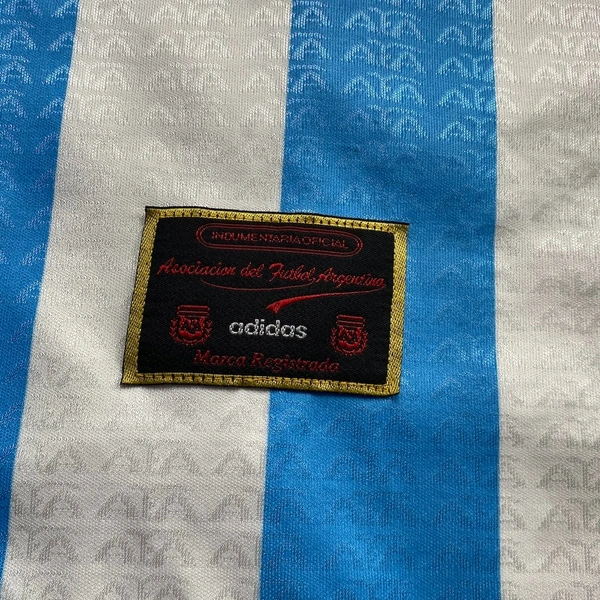 INDUMENTARIA OFICIAL
Asociacion del Futbol Argentino
adidas
Marca Registrada